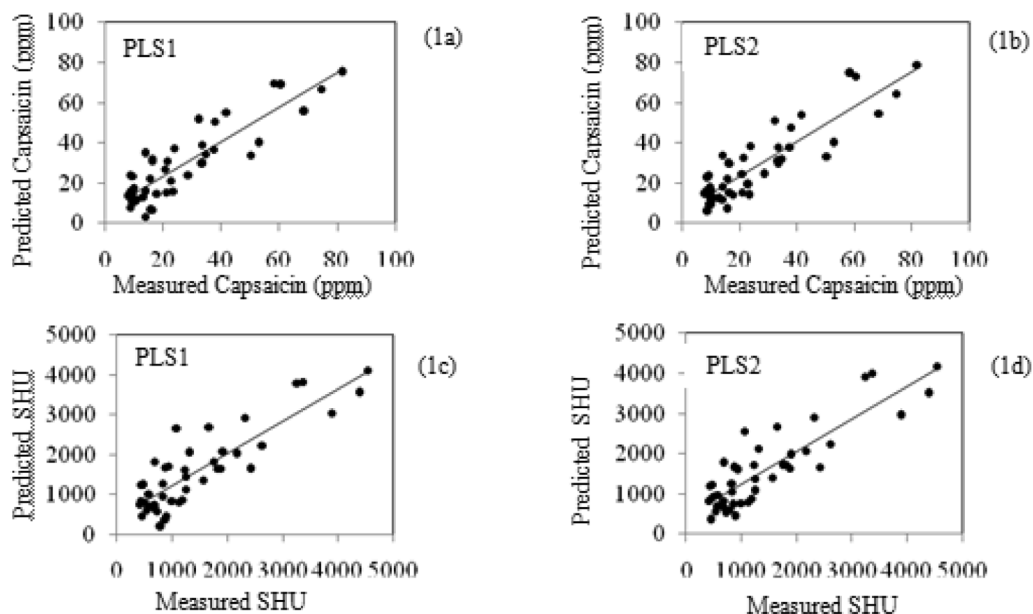 100
80
60
40
20
0
PLS1
(1a)
Predicted Capsaicin (ppm)
0 20 40 60 80 100
Measured Capsaicin (ppm)
100
80
60
40
20
0
PLS2
(1b)
Predicted Capsaicin (ppm)
0 20 40 60 80 100
Measured Capsaicin (ppm)
5000
4000
3000
2000
1000
0
PLS1
(1c)
Predicted SHU
0 1000 2000 3000 4000 5000
Measured SHU
5000
4000
3000
2000
1000
0
PLS2
(1d)
Predicted SHU
0 1000 2000 3000 4000 5000
Measured SHU